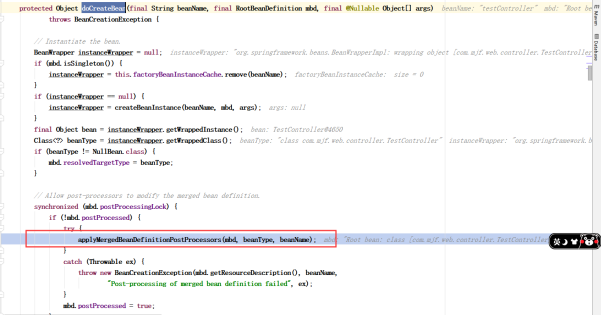 protected Object doCreateBean(final String beanName, final RootBeanDefinition mbd, final @Nullable Object[] args)  beanName: "testController"  mbd: "Root bean
        throws BeanCreationException {
    // Instantiate the bean.
    BeanWrapper instanceWrapper = null;  instanceWrapper: "org.springframework.beans.BeanWrapperImpl: wrapping object [com.mjf.web.controller.TestController
    if (mbd.isSingleton()) {
        instanceWrapper = this.factoryBeanInstanceCache.remove(beanName);  factoryBeanInstanceCache:  size = 0
    }
    if (instanceWrapper == null) {
        instanceWrapper = createBeanInstance(beanName, mbd, args);  args: null
    }
    final Object bean = instanceWrapper.getWrappedInstance();  bean: TestController@4650
    Class<?> beanType = instanceWrapper.getWrappedClass();  beanType: "class com.mjf.web.controller.TestController"  instanceWrapper: "org.springframework.b
    if (beanType != NullBean.class) {
        mbd.resolvedTargetType = beanType;
    }
    // Allow post-processors to modify the merged bean definition.
    synchronized (mbd.postProcessingLock) {
        if (!mbd.postProcessed) {
            try {
                applyMergedBeanDefinitionPostProcessors(mbd, beanType, beanName);  mbd: "Root bean: class [com.mjf.web.controller.TestController
            }
            catch (Throwable ex) {
                throw new BeanCreationException(mbd.getResourceDescription(), beanName,
                        "Post-processing of merged bean definition failed", ex);
            }
            mbd.postProcessed = true;
        }
Maven
Database
英